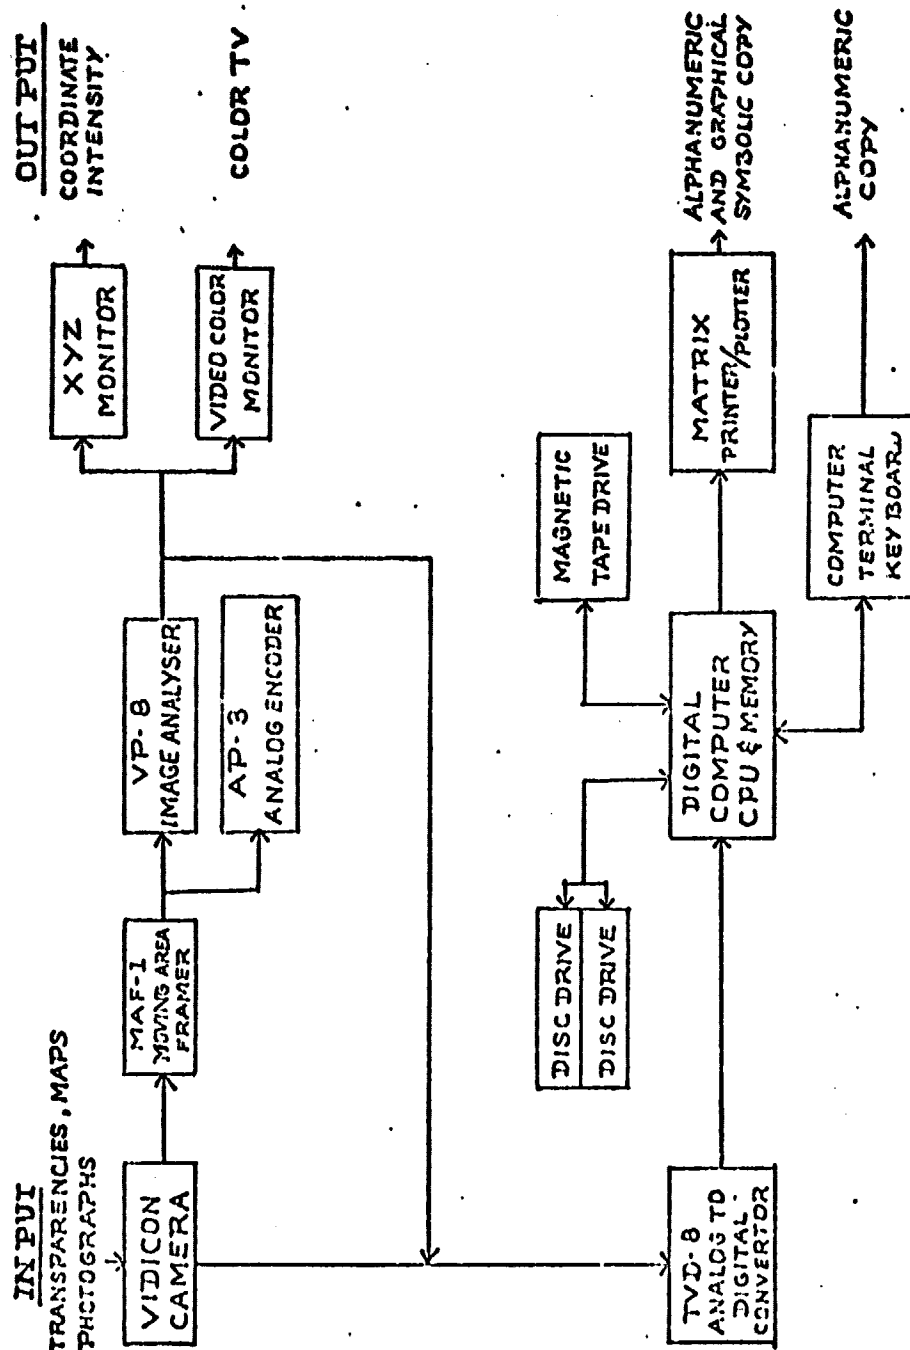 INPUT
TRANSPARENCIES, MAPS
PHOTOGRAPHS
VIDICON
CAMERA
MAF-1
MOVING AREA
FRAMER
VP-8
IMAGE ANALYSER
AP-3
ANALOG ENCODER
XYZ
MONITOR
VIDEO COLOR
MONITOR
OUTPUT
COORDINATE
INTENSITY
COLOR TV
TVD-8
ANALOG TO
DIGITAL
CONVERTOR
DISC DRIVE
DISC DRIVE
MAGNETIC
TAPE DRIVE
DIGITAL
COMPUTER
CPU & MEMORY
MATRIX
PRINTER/PLOTTER
ALPHANUMERIC
AND GRAPHICAL
SYMBOLIC COPY
COMPUTER
TERMINAL
KEY BOARD
ALPHANUMERIC
COPY